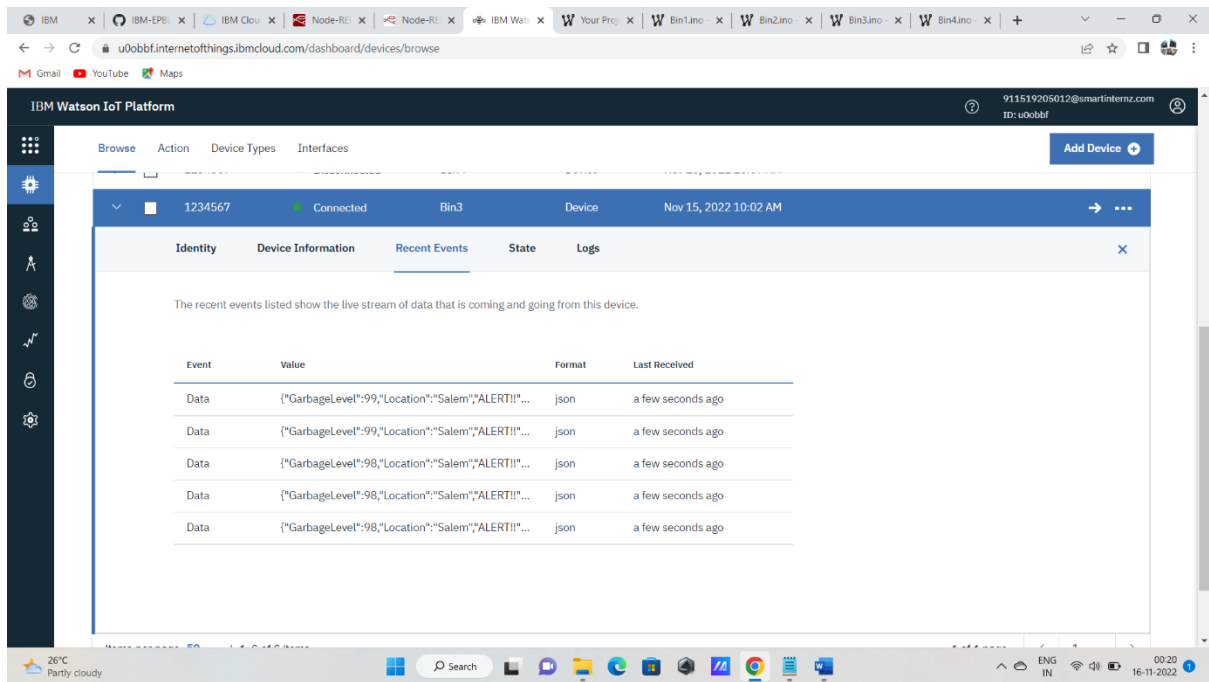 IBM
IBM-EPBL
IBM Clou
Node-RE
Node-RE
IBM Wats
Your Proj
Bin1.ino -
Bin2.ino -
Bin3.ino -
Bin4.ino -
u0obbf.internetofthings.ibmcloud.com/dashboard/devices/browse
Gmail YouTube Maps
IBM Watson IoT Platform
911519205012@smartinternz.com
ID: u0obbf
Browse Action Device Types Interfaces
Add Device
1234567 Connected Bin3 Device Nov 15, 2022 10:02 AM
Identity Device Information Recent Events State Logs
The recent events listed show the live stream of data that is coming and going from this device.
Event Value Format Last Received
Data {"GarbageLevel":99,"Location":"Salem","ALERT!!"... json a few seconds ago
Data {"GarbageLevel":99,"Location":"Salem","ALERT!!"... json a few seconds ago
Data {"GarbageLevel":98,"Location":"Salem","ALERT!!"... json a few seconds ago
Data {"GarbageLevel":98,"Location":"Salem","ALERT!!"... json a few seconds ago
Data {"GarbageLevel":98,"Location":"Salem","ALERT!!"... json a few seconds ago
26°C
Partly cloudy
Search
ENG
IN
00:20
16-11-2022
1